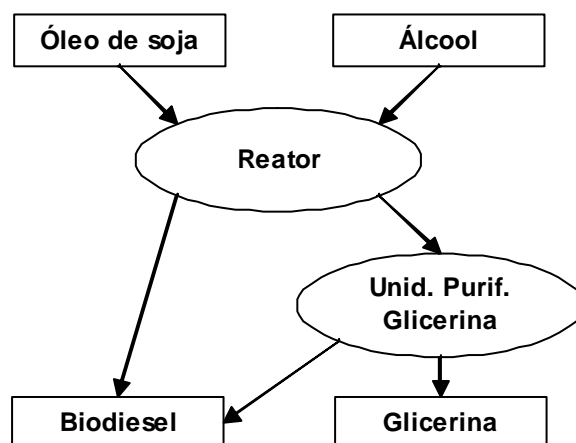 Óleo de soja
Álcool
Reator
Unid. Purif.
Glicerina
Biodiesel
Glicerina